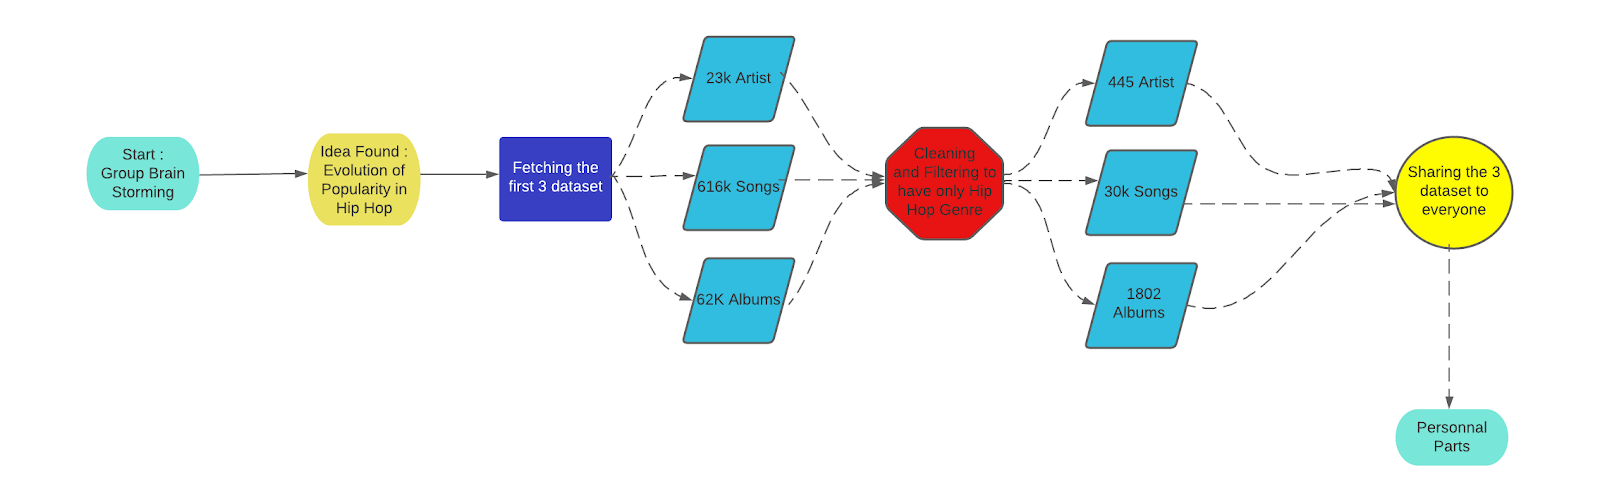 Start :
Group Brain
Storming
Idea Found :
Evolution of
Popularity in
Hip Hop
Fetching the
first 3 dataset
23k Artist
616k Songs
62K Albums
Cleaning
and Filtering to
have only Hip
Hop Genre
445 Artist
30k Songs
1802
Albums
Sharing the 3
dataset to
everyone
Personnal
Parts